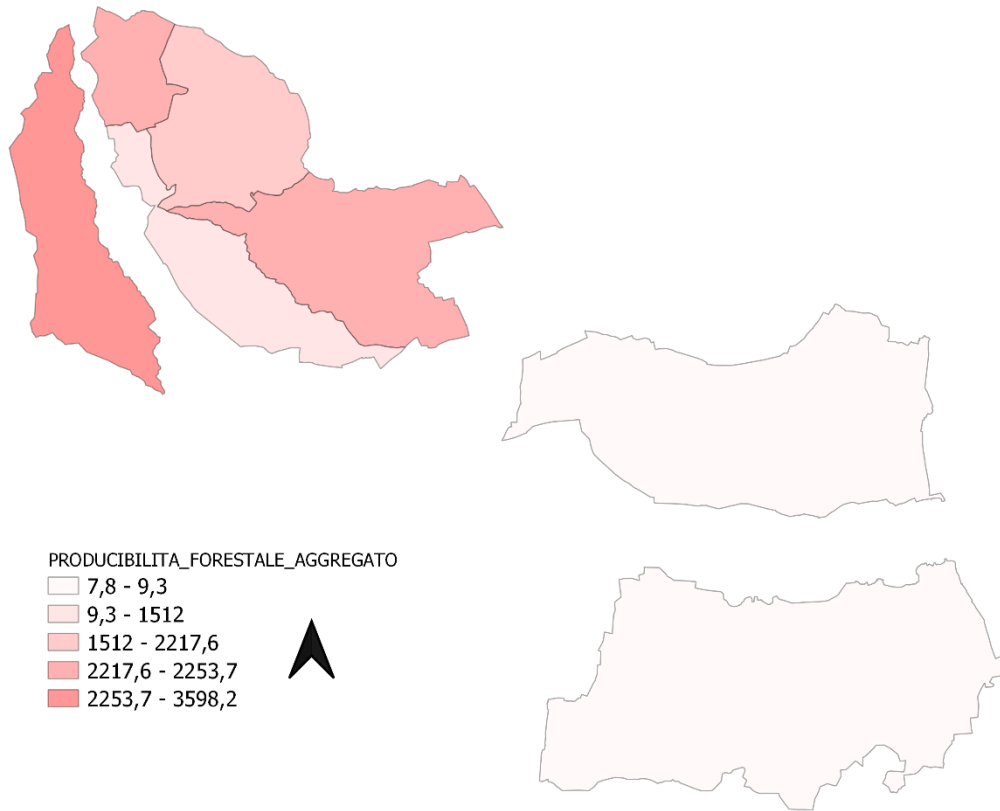 PRODUCIBILITA_FORESTALE_AGGREGATO
7,8 - 9,3
9,3 - 1512
1512 - 2217,6
2217,6 - 2253,7
2253,7 - 3598,2